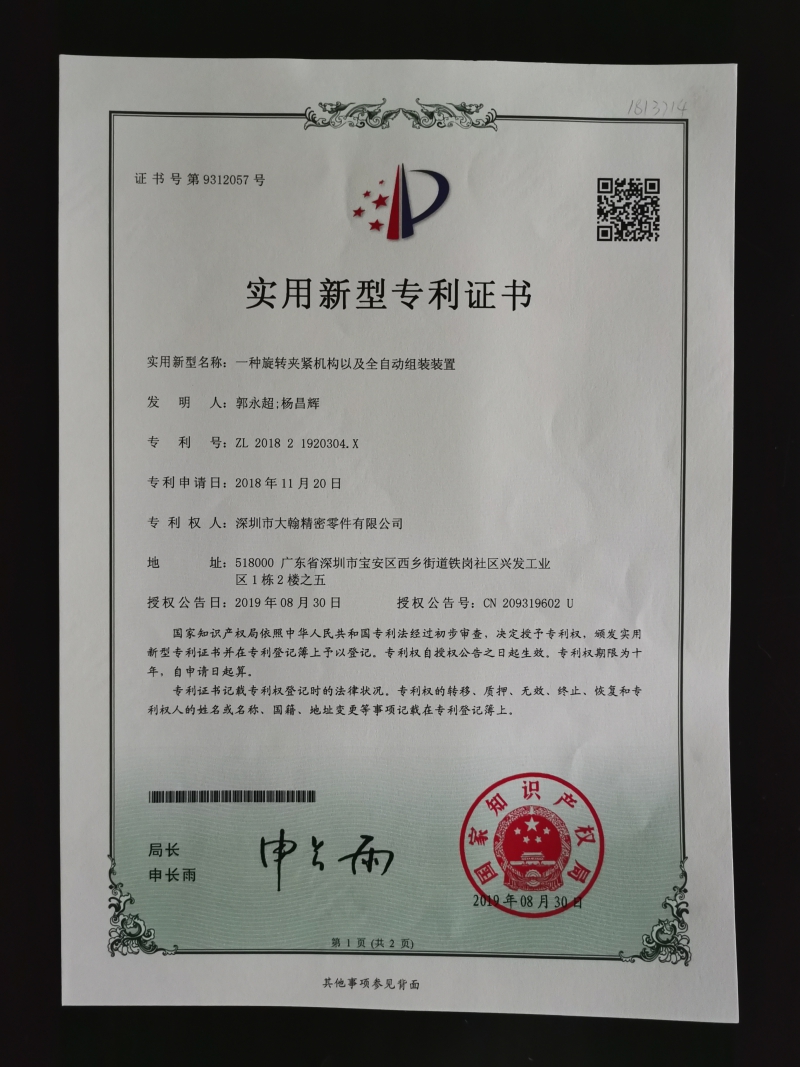 1813714
证书号第9312057号
实用新型专利证书
实用新型名称：一种旋转夹紧机构以及全自动组装装置
发明人：郭永超;杨昌辉
专利号：ZL 2018 2 1920304.X
专利申请日：2018年11月20日
专利权人：深圳市大翰精密零件有限公司
地址：518000 广东省深圳市宝安区西乡街道铁岗社区兴发工业
区1栋2楼之五
授权公告日：2019年08月30日 授权公告号：CN 209319602 U
国家知识产权局依照中华人民共和国专利法经过初步审查，决定授予专利权，颁发实用
新型专利证书并在专利登记簿上予以登记。专利权自授权公告之日起生效。专利权期限为十
年，自申请日起算。
专利证书记载专利权登记时的法律状况。专利权的转移、质押、无效、终止、恢复和专
利权人的姓名或名称、国籍、地址变更等事项记载在专利登记簿上。
局长
申长雨
申长雨
国家知识产权局
2019年08月30日
第1页(共2页)
其他事项参见背面